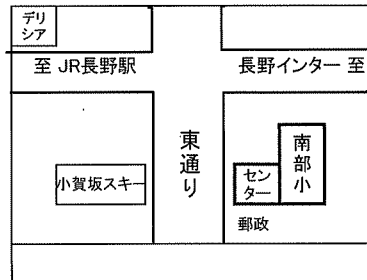 デリ
シア
至 JR長野駅
長野インター 至
東通り
小賀坂スキー
セン
ター
南部小
郵政